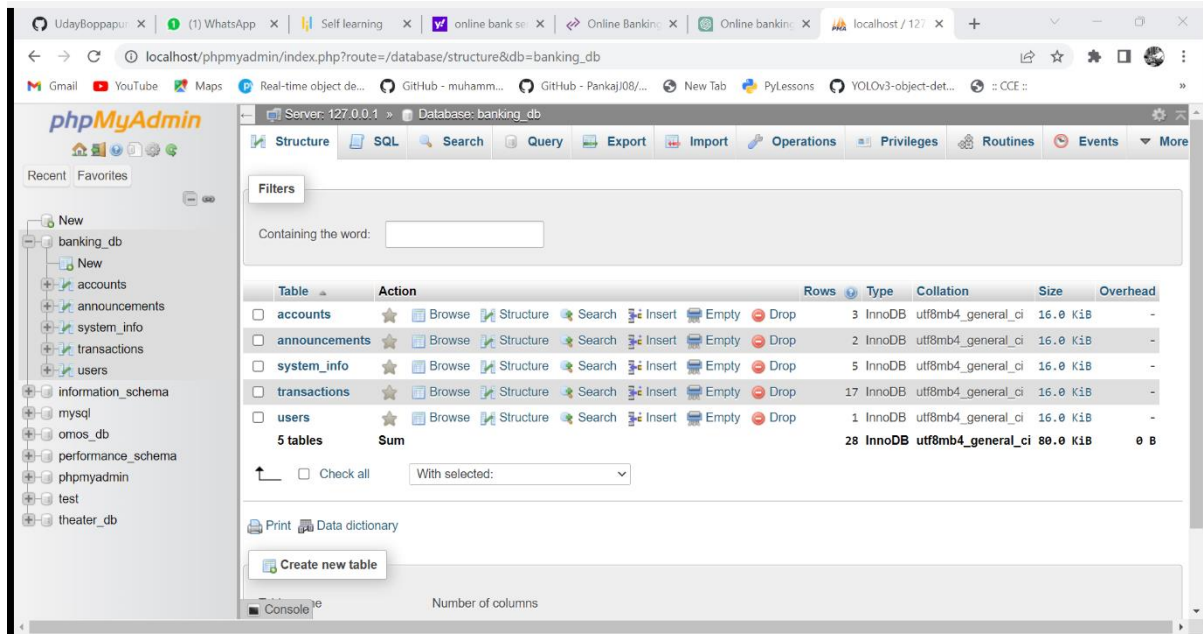 UdayBoppapur
(1) WhatsApp
Self learning
online bank se
Online Banking
Online banking
localhost / 127
localhost/phpmyadmin/index.php?route=/database/structure&db=banking_db
Gmail YouTube Maps Real-time object de... GitHub - muhamm... GitHub - PankajJ08/... New Tab PyLessons YOLOv3-object-det... :: CCE :: »
phpMyAdmin
Recent Favorites
New
banking_db
New
accounts
announcements
system_info
transactions
users
information_schema
mysql
omos_db
performance_schema
phpmyadmin
test
theater_db
Server: 127.0.0.1 » Database: banking_db
Structure SQL Search Query Export Import Operations Privileges Routines Events More
Filters
Containing the word:
Table Action Rows Type Collation Size Overhead
accounts Browse Structure Search Insert Empty Drop 3 InnoDB utf8mb4_general_ci 16.0 KiB -
announcements Browse Structure Search Insert Empty Drop 2 InnoDB utf8mb4_general_ci 16.0 KiB -
system_info Browse Structure Search Insert Empty Drop 5 InnoDB utf8mb4_general_ci 16.0 KiB -
transactions Browse Structure Search Insert Empty Drop 17 InnoDB utf8mb4_general_ci 16.0 KiB -
users Browse Structure Search Insert Empty Drop 1 InnoDB utf8mb4_general_ci 16.0 KiB -
5 tables Sum 28 InnoDB utf8mb4_general_ci 80.0 KiB 0 B
Check all With selected:
Print Data dictionary
Create new table
Number of columns
Console